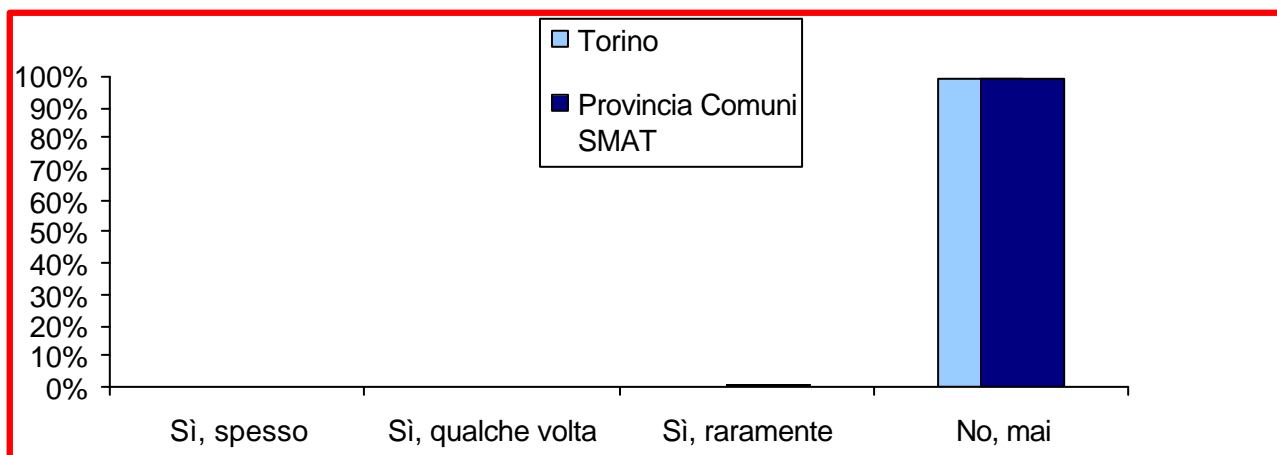 Torino
Provincia Comuni
SMAT
100%
90%
80%
70%
60%
50%
40%
30%
20%
10%
0%
Sì, spesso
Sì, qualche volta
Sì, raramente
No, mai